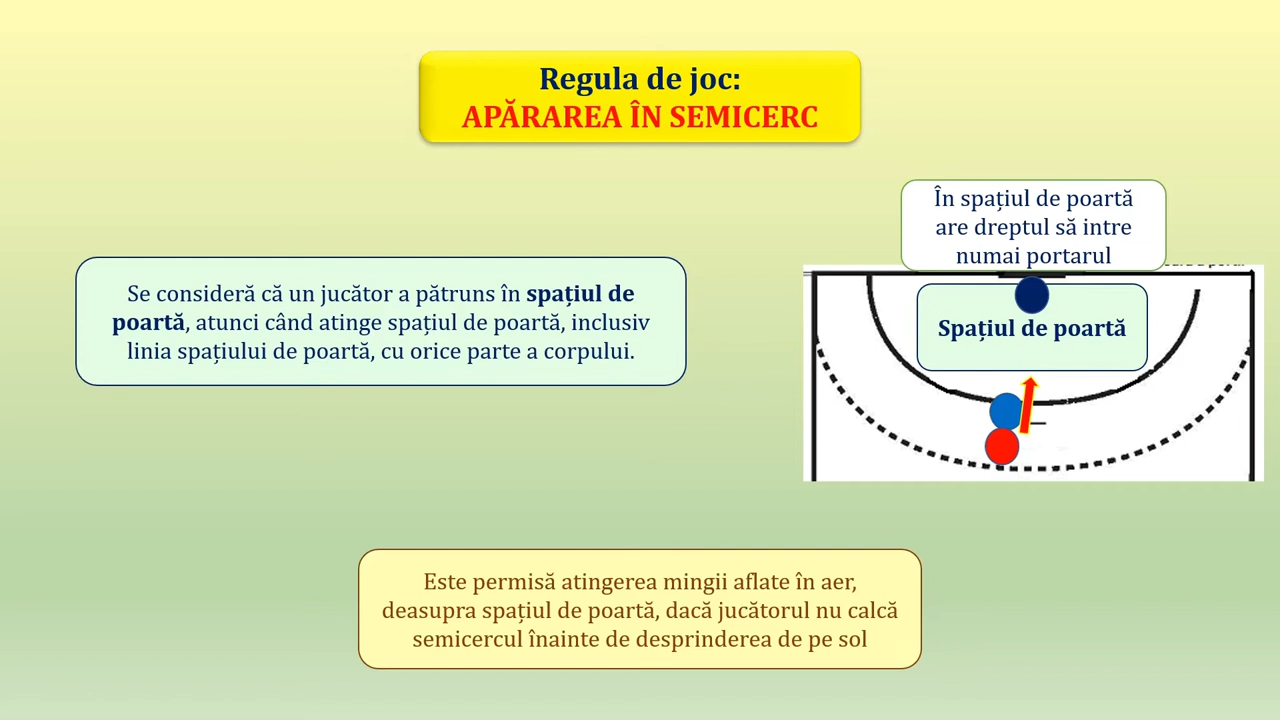 Regula de joc:
APĂRAREA ÎN SEMICERC
În spațiul de poartă
are dreptul să intre
numai portarul
Se consideră că un jucător a pătruns în spațiul de
poartă, atunci când atinge spațiul de poartă, inclusiv
linia spațiului de poartă, cu orice parte a corpului.
Spațiul de poartă
Este permisă atingerea mingii aflate în aer,
deasupra spațiul de poartă, dacă jucătorul nu calcă
semicercul înainte de desprinderea de pe sol